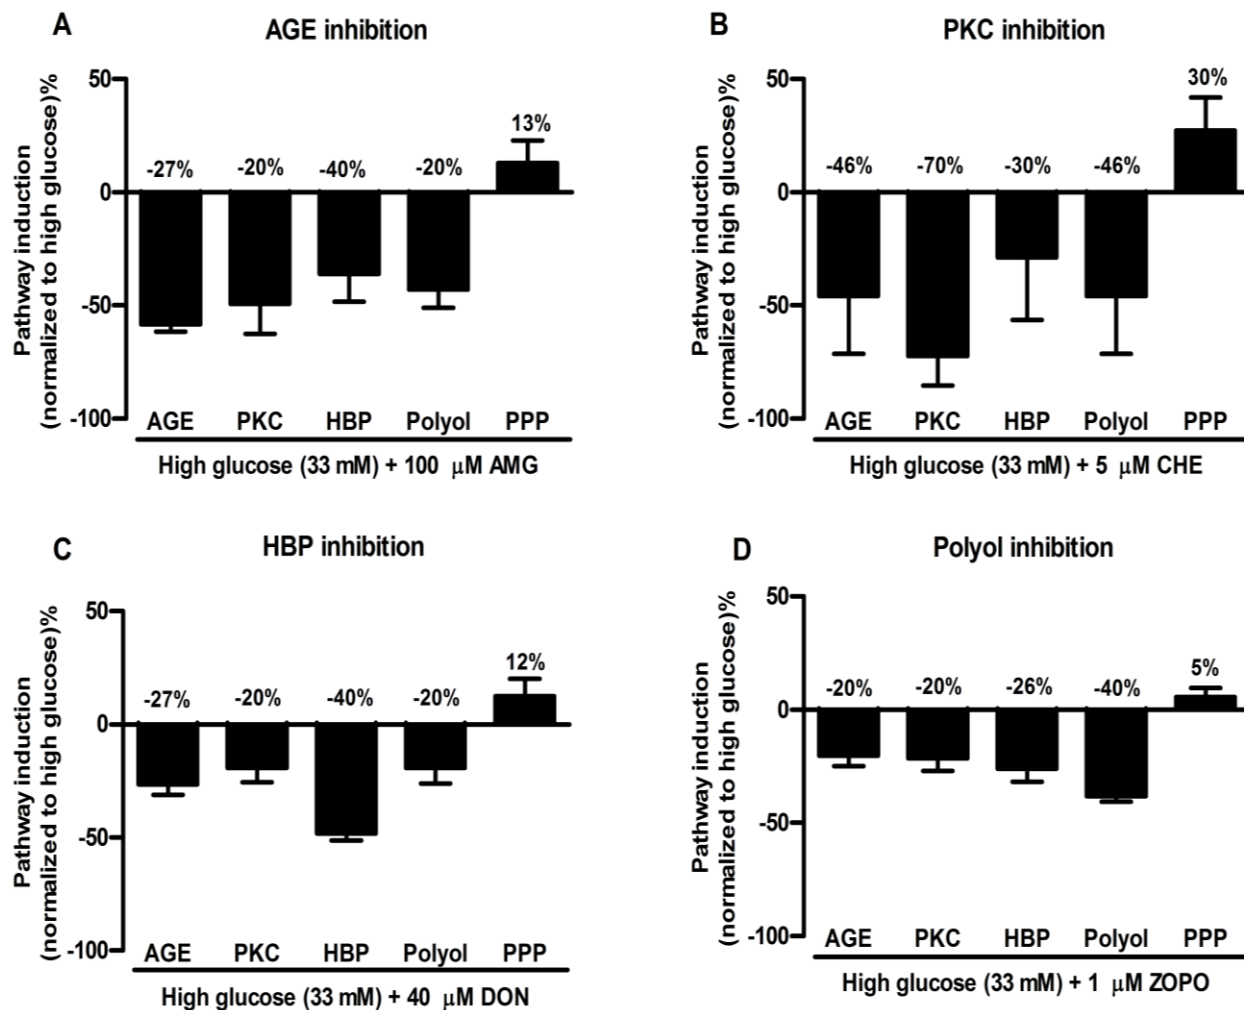 A
AGE inhibition
Pathway induction
(normalized to high glucose)%
50
0
-50
-100
-27%
-20%
-40%
-20%
13%
AGE
PKC
HBP
Polyol
PPP
High glucose (33 mM) + 100 μM AMG
B
PKC inhibition
Pathway induction
(normalized to high glucose)%
50
0
-50
-100
-46%
-70%
-30%
-46%
30%
AGE
PKC
HBP
Polyol
PPP
High glucose (33 mM) + 5 μM CHE
C
HBP inhibition
Pathway induction
(normalized to high glucose)%
50
0
-50
-100
-27%
-20%
-40%
-20%
12%
AGE
PKC
HBP
Polyol
PPP
High glucose (33 mM) + 40 μM DON
D
Polyol inhibition
Pathway induction
(normalized to high glucose)%
50
0
-50
-100
-20%
-20%
-26%
-40%
5%
AGE
PKC
HBP
Polyol
PPP
High glucose (33 mM) + 1 μM ZOPO